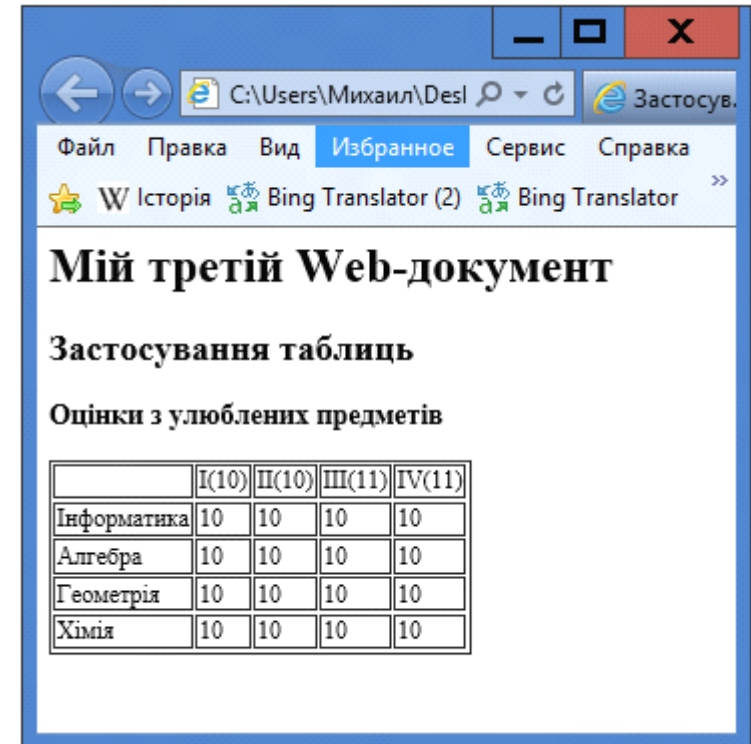 X
C:\Users\Михаил\Desl Застосув.
Файл Правка Вид Избранное Сервис Справка
W Історія Bing Translator (2) Bing Translator »
Мій третій Web-документ
Застосування таблиць
Оцінки з улюблених предметів
I(10) II(10) III(11) IV(11)
Інформатика 10 10 10 10
Алгебра 10 10 10 10
Геометрія 10 10 10 10
Хімія 10 10 10 10